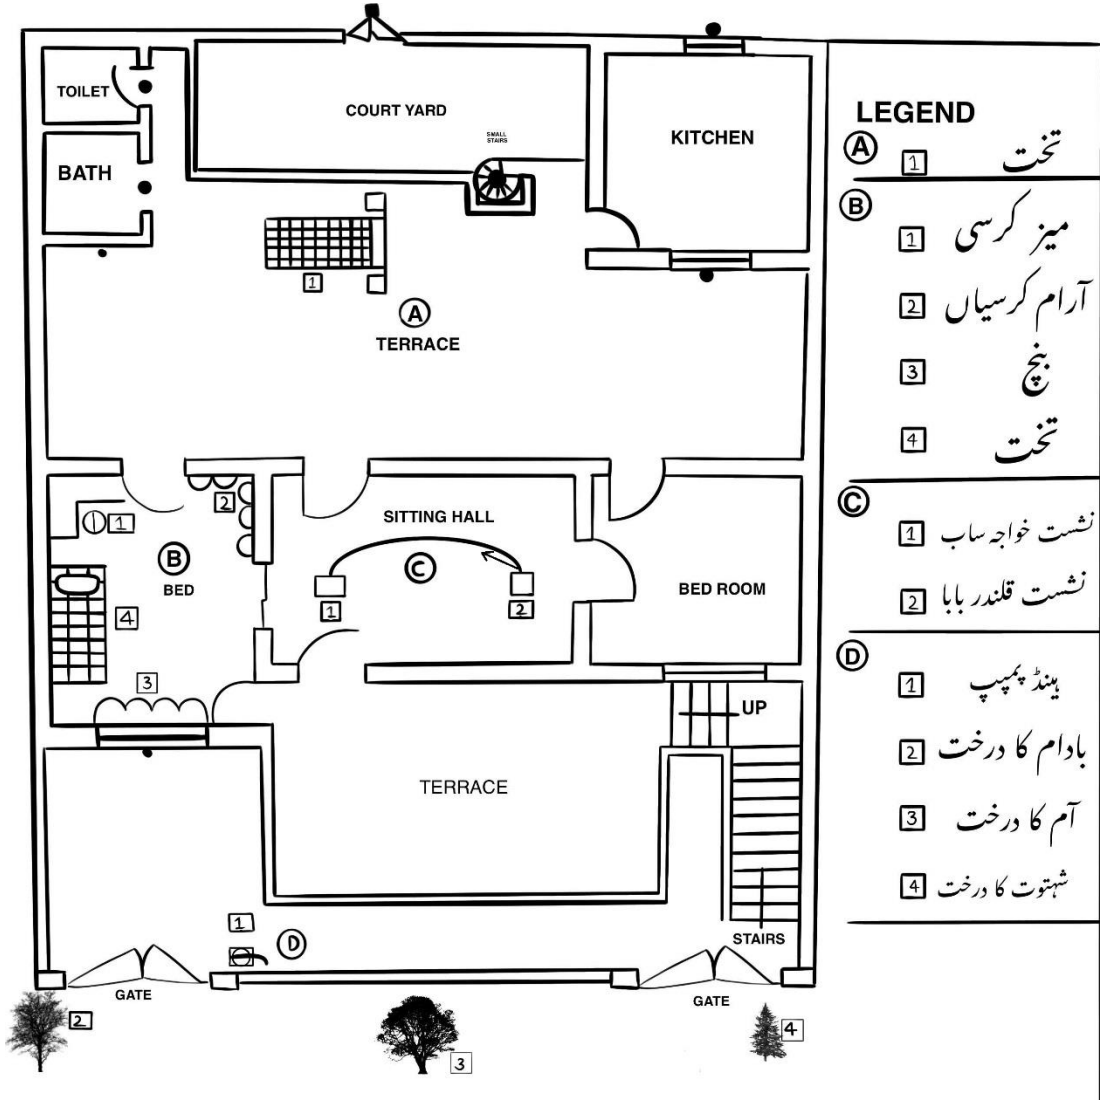 TOILET
COURT YARD
SMALL
STAIRS
KITCHEN
BATH
1
A
TERRACE
2
SITTING HALL
1
B
BED
C
BED ROOM
1
2
4
3
UP
TERRACE
1
D
STAIRS
GATE
GATE
2
3
4
LEGEND
A
1 تخت
B
1 میز کرسی
2 آرام کرسیاں
3 بنچ
4 تخت
C
1 نشست خواجہ ساب
2 نشست قلندر بابا
D
1 ہینڈ پمپ
2 بادام کا درخت
3 آم کا درخت
4 شہتوت کا درخت